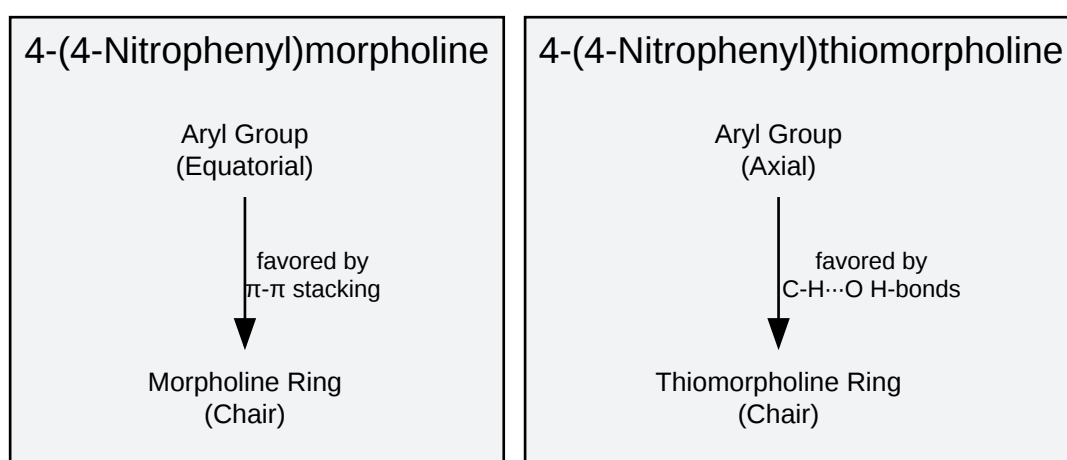 4-(4-Nitrophenyl)morpholine
Aryl Group
(Equatorial)
favored by
π-π stacking
Morpholine Ring
(Chair)
4-(4-Nitrophenyl)thiomorpholine
Aryl Group
(Axial)
favored by
C-H···O H-bonds
Thiomorpholine Ring
(Chair)